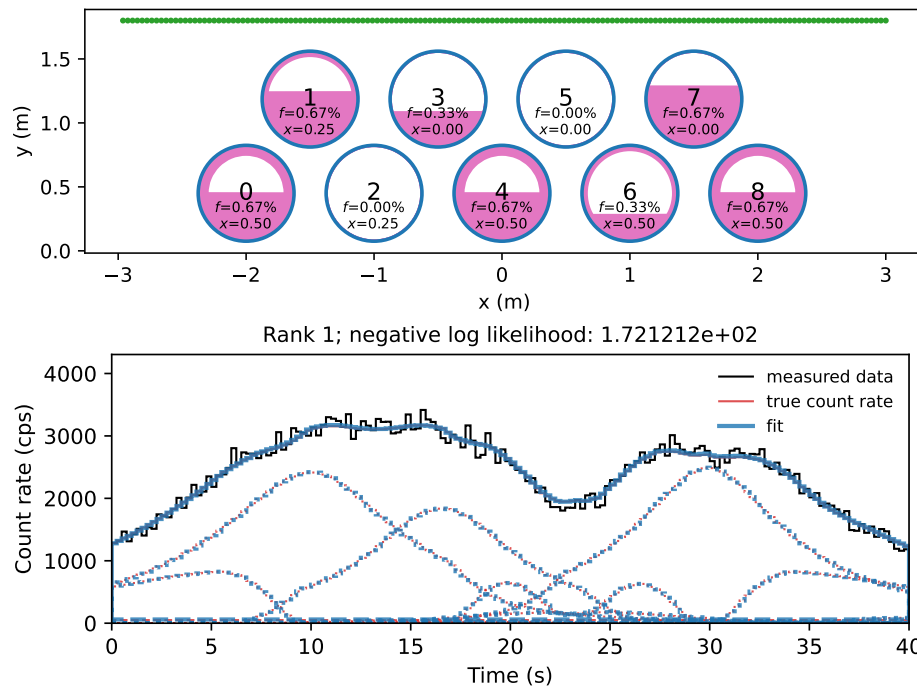 1.5
1.0
0.5
0.0
y (m)
1
f=0.67%
x=0.25
3
f=0.33%
x=0.00
5
f=0.00%
x=0.00
7
f=0.67%
x=0.00
0
f=0.67%
x=0.50
2
f=0.00%
x=0.25
4
f=0.67%
x=0.50
6
f=0.33%
x=0.50
8
f=0.67%
x=0.50
−3 −2 −1 0 1 2 3
x (m)
Rank 1; negative log likelihood: 1.721212e+02
4000
3000
2000
1000
0
Count rate (cps)
measured data
true count rate
fit
0 5 10 15 20 25 30 35 40
Time (s)